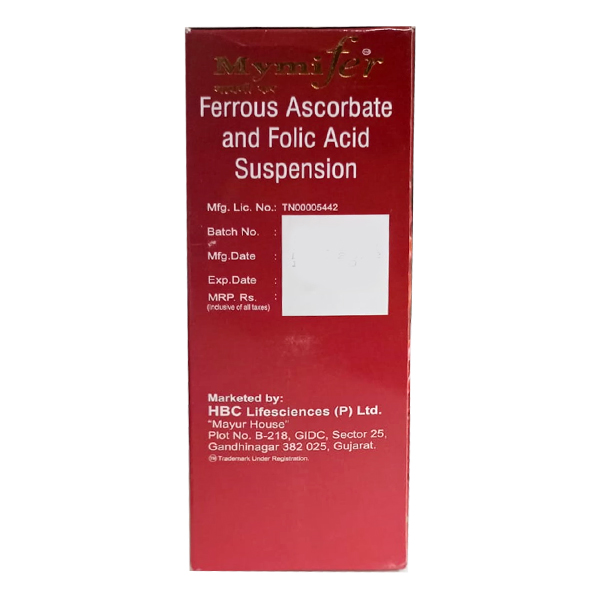 Mymifer
मायमी फेर
Ferrous Ascorbate
and Folic Acid
Suspension
Mfg. Lic. No.: TN00005442
Batch No. :
Mfg.Date :
Exp.Date :
MRP. Rs. :
(Inclusive of all taxes)
Marketed by:
HBC Lifesciences (P) Ltd.
"Mayur House"
Plot No. B-218, GIDC, Sector 25,
Gandhinagar 382 025, Gujarat.
TM Trademark Under Registration.